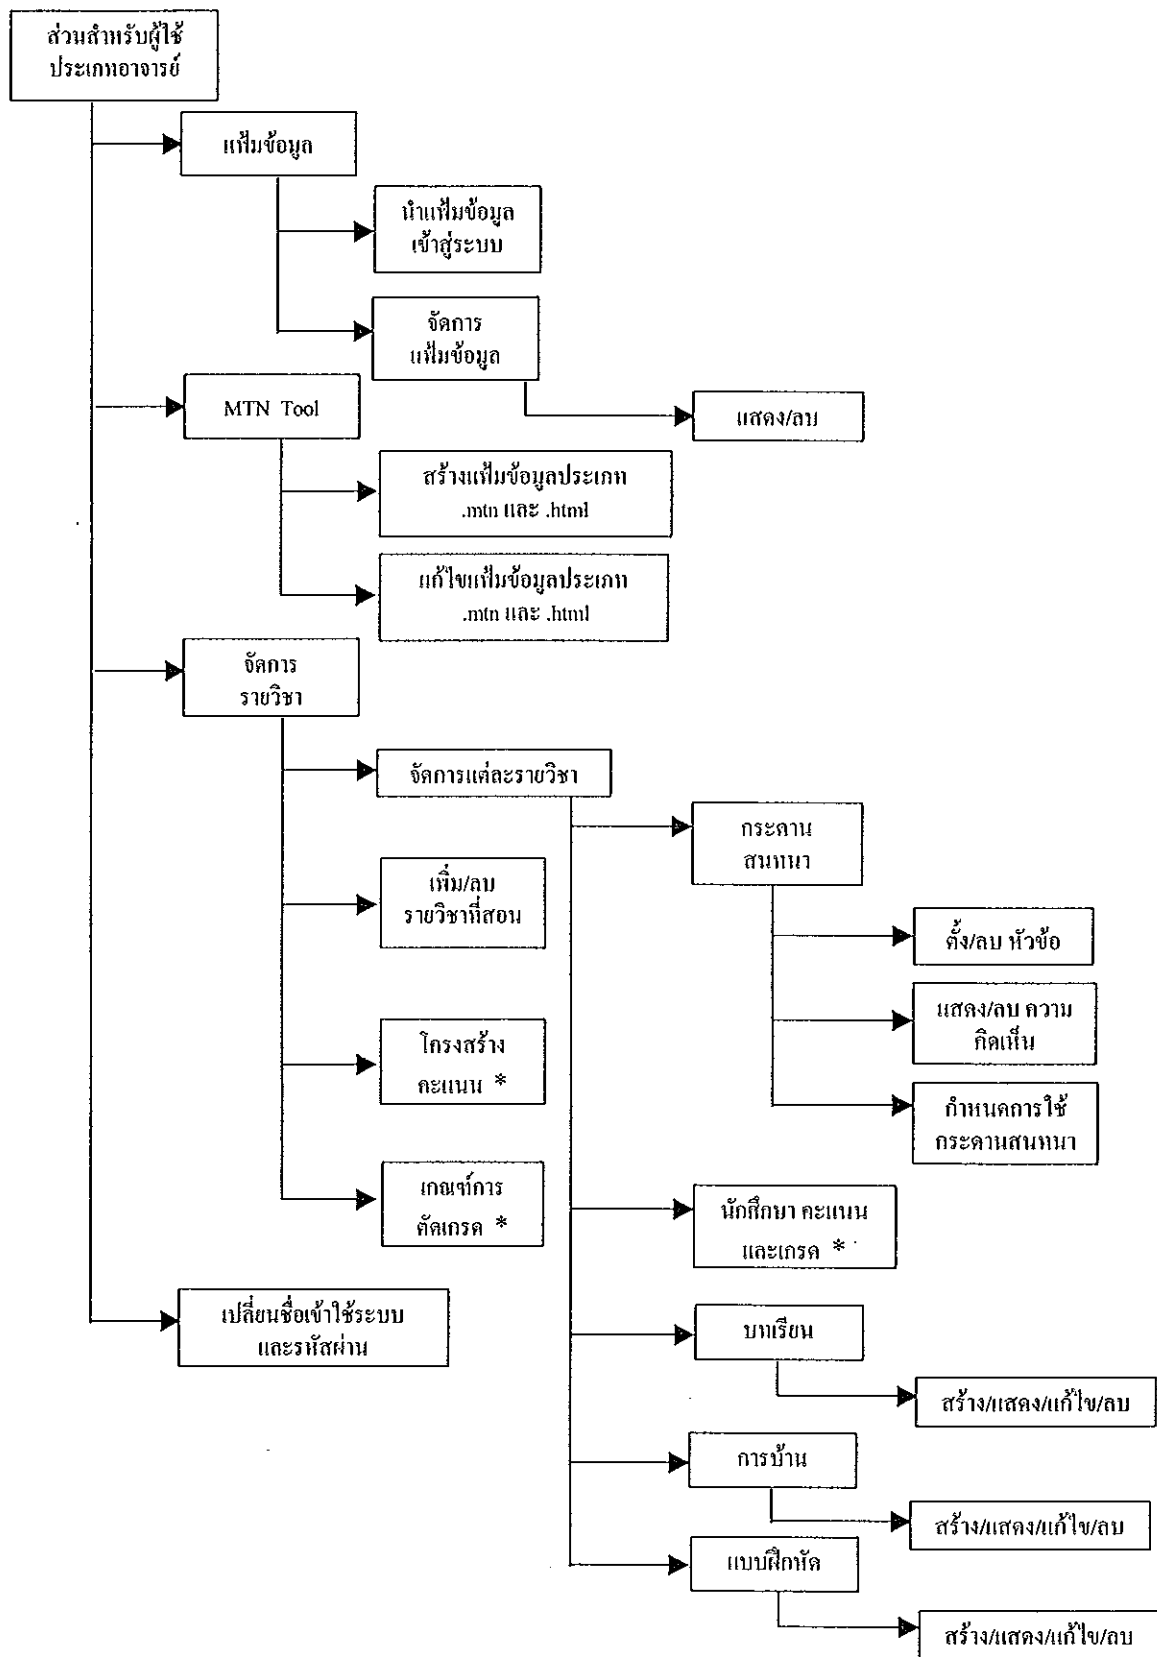 ส่วนสำหรับผู้ใช้
ประเภทอาจารย์
แฟ้มข้อมูล
นำแฟ้มข้อมูล
เข้าสู่ระบบ
จัดการ
แฟ้มข้อมูล
แสดง/ลบ
MTN Tool
สร้างแฟ้มข้อมูลประเภท
.mtn และ .html
แก้ไขแฟ้มข้อมูลประเภท
.mtn และ .html
จัดการ
รายวิชา
จัดการแต่ละรายวิชา
กระดาน
สนทนา
ตั้ง/ลบ หัวข้อ
แสดง/ลบ ความ
คิดเห็น
กำหนดการใช้
กระดานสนทนา
เพิ่ม/ลบ
รายวิชาที่สอน
โครงสร้าง
คะแนน *
เกณฑ์การ
ตัดเกรด *
นักศึกษา คะแนน
และเกรด *
บทเรียน
สร้าง/แสดง/แก้ไข/ลบ
การบ้าน
สร้าง/แสดง/แก้ไข/ลบ
แบบฝึกหัด
สร้าง/แสดง/แก้ไข/ลบ
เปลี่ยนชื่อเข้าใช้ระบบ
และรหัสผ่าน